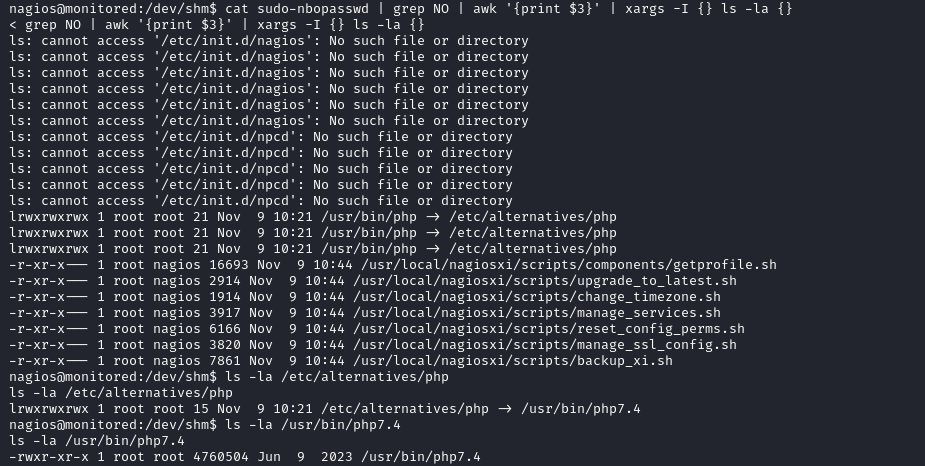 nagios@monitored:/dev/shm$ cat sudo-nbopasswd | grep NO | awk '{print $3}' | xargs -I {} ls -la {}
< grep NO | awk '{print $3}' | xargs -I {} ls -la {}
ls: cannot access '/etc/init.d/nagios': No such file or directory
ls: cannot access '/etc/init.d/nagios': No such file or directory
ls: cannot access '/etc/init.d/nagios': No such file or directory
ls: cannot access '/etc/init.d/nagios': No such file or directory
ls: cannot access '/etc/init.d/nagios': No such file or directory
ls: cannot access '/etc/init.d/nagios': No such file or directory
ls: cannot access '/etc/init.d/npcd': No such file or directory
ls: cannot access '/etc/init.d/npcd': No such file or directory
ls: cannot access '/etc/init.d/npcd': No such file or directory
ls: cannot access '/etc/init.d/npcd': No such file or directory
ls: cannot access '/etc/init.d/npcd': No such file or directory
lrwxrwxrwx 1 root root 21 Nov  9 10:21 /usr/bin/php -> /etc/alternatives/php
lrwxrwxrwx 1 root root 21 Nov  9 10:21 /usr/bin/php -> /etc/alternatives/php
lrwxrwxrwx 1 root root 21 Nov  9 10:21 /usr/bin/php -> /etc/alternatives/php
-r-xr-x--- 1 root nagios 16693 Nov  9 10:44 /usr/local/nagiosxi/scripts/components/getprofile.sh
-r-xr-x--- 1 root nagios 2914 Nov  9 10:44 /usr/local/nagiosxi/scripts/upgrade_to_latest.sh
-r-xr-x--- 1 root nagios 1914 Nov  9 10:44 /usr/local/nagiosxi/scripts/change_timezone.sh
-r-xr-x--- 1 root nagios 3917 Nov  9 10:44 /usr/local/nagiosxi/scripts/manage_services.sh
-r-xr-x--- 1 root nagios 6166 Nov  9 10:44 /usr/local/nagiosxi/scripts/reset_config_perms.sh
-r-xr-x--- 1 root nagios 3820 Nov  9 10:44 /usr/local/nagiosxi/scripts/manage_ssl_config.sh
-r-xr-x--- 1 root nagios 7861 Nov  9 10:44 /usr/local/nagiosxi/scripts/backup_xi.sh
nagios@monitored:/dev/shm$ ls -la /etc/alternatives/php
ls -la /etc/alternatives/php
lrwxrwxrwx 1 root root 15 Nov  9 10:21 /etc/alternatives/php -> /usr/bin/php7.4
nagios@monitored:/dev/shm$ ls -la /usr/bin/php7.4
ls -la /usr/bin/php7.4
-rwxr-xr-x 1 root root 4760504 Jun  9  2023 /usr/bin/php7.4